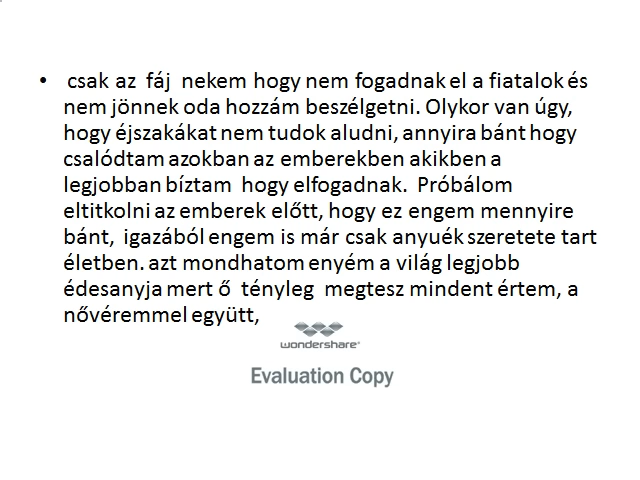 • csak az fáj nekem hogy nem fogadnak el a fiatalok és
nem jönnek oda hozzám beszélgetni. Olykor van úgy,
hogy éjszakákat nem tudok aludni, annyira bánt hogy
csalódtam azokban az emberekben akikben a
legjobban bíztam hogy elfogadnak. Próbálom
eltitkolni az emberek előtt, hogy ez engem mennyire
bánt, igazából engem is már csak anyuék szeretete tart
életben. azt mondhatom enyém a világ legjobb
édesanyja mert ő tényleg megtesz mindent értem, a
nővéremmel együtt,
wondershare
Evaluation Copy